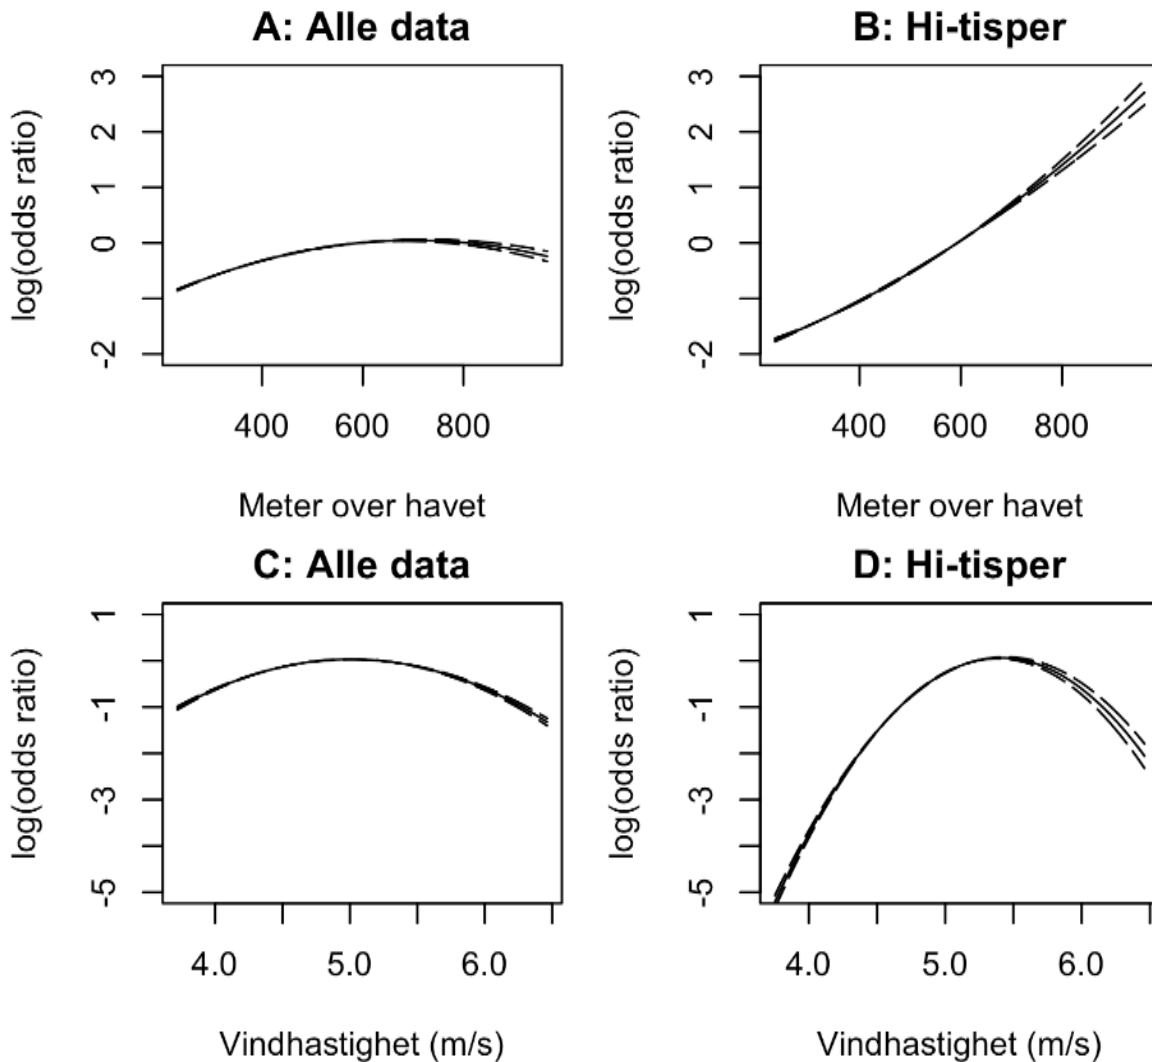 A: Alle data
log(odds ratio)
3
2
1
0
-2
400 600 800
Meter over havet
B: Hi-tisper
log(odds ratio)
3
2
1
0
-2
400 600 800
Meter over havet
C: Alle data
log(odds ratio)
1
-1
-3
-5
4.0 5.0 6.0
Vindhastighet (m/s)
D: Hi-tisper
log(odds ratio)
1
-1
-3
-5
4.0 5.0 6.0
Vindhastighet (m/s)